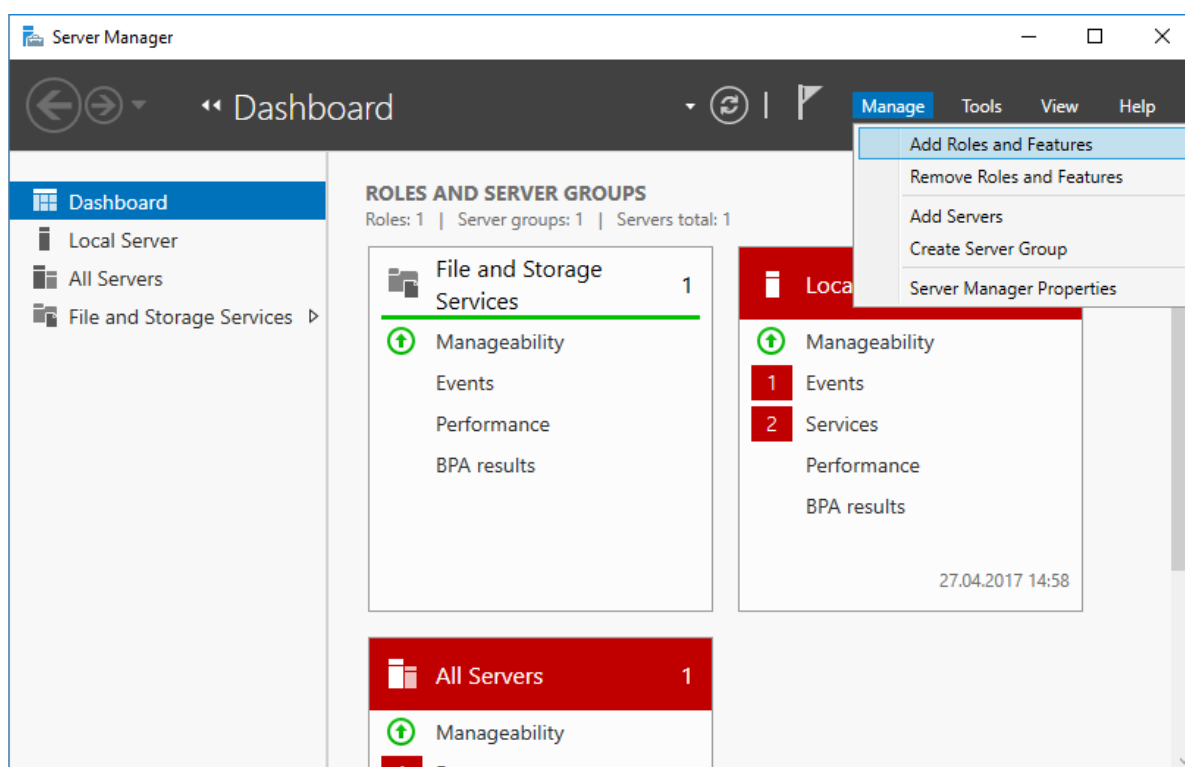 Server Manager
Dashboard
Manage Tools View Help
Add Roles and Features
Remove Roles and Features
Add Servers
Create Server Group
Server Manager Properties
Dashboard
Local Server
All Servers
File and Storage Services
ROLES AND SERVER GROUPS
Roles: 1 | Server groups: 1 | Servers total: 1
File and Storage
Services
1
Manageability
Events
Performance
BPA results
Loca
Manageability
1 Events
2 Services
Performance
BPA results
27.04.2017 14:58
All Servers 1
Manageability